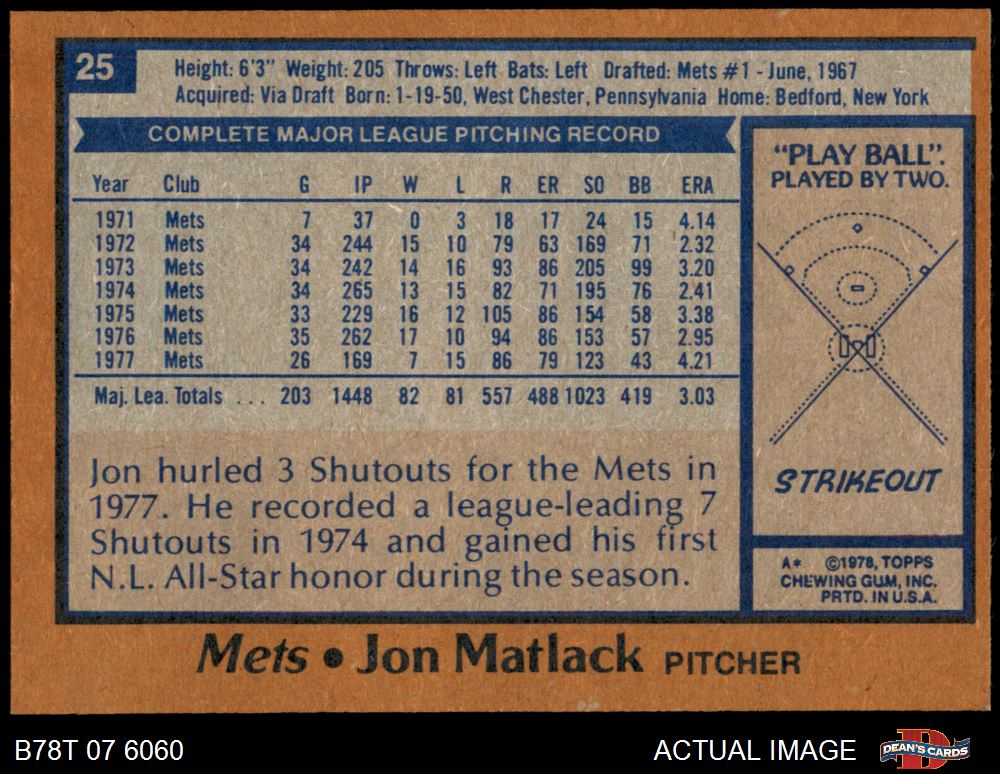 25
Height: 6'3" Weight: 205 Throws: Left Bats: Left Drafted: Mets #1 - June, 1967
Acquired: Via Draft Born: 1-19-50, West Chester, Pennsylvania Home: Bedford, New York
COMPLETE MAJOR LEAGUE PITCHING RECORD
Year Club G IP W L R ER SO BB ERA
1971 Mets 7 37 0 3 18 17 24 15 4.14
1972 Mets 34 244 15 10 79 63 169 71 2.32
1973 Mets 34 242 14 16 93 86 205 99 3.20
1974 Mets 34 265 13 15 82 71 195 76 2.41
1975 Mets 33 229 16 12 105 86 154 58 3.38
1976 Mets 35 262 17 10 94 86 153 57 2.95
1977 Mets 26 169 7 15 86 79 123 43 4.21
Maj. Lea. Totals ... 203 1448 82 81 557 488 1023 419 3.03
Jon hurled 3 Shutouts for the Mets in
1977. He recorded a league-leading 7
Shutouts in 1974 and gained his first
N.L. All-Star honor during the season.
"PLAY BALL".
PLAYED BY TWO.
STRIKEOUT
A* ©1978, TOPPS
CHEWING GUM, INC.
PRTD. IN U.S.A.
Mets • Jon Matlack PITCHER
B78T 07 6060
ACTUAL IMAGE
DEAN'S CARDS